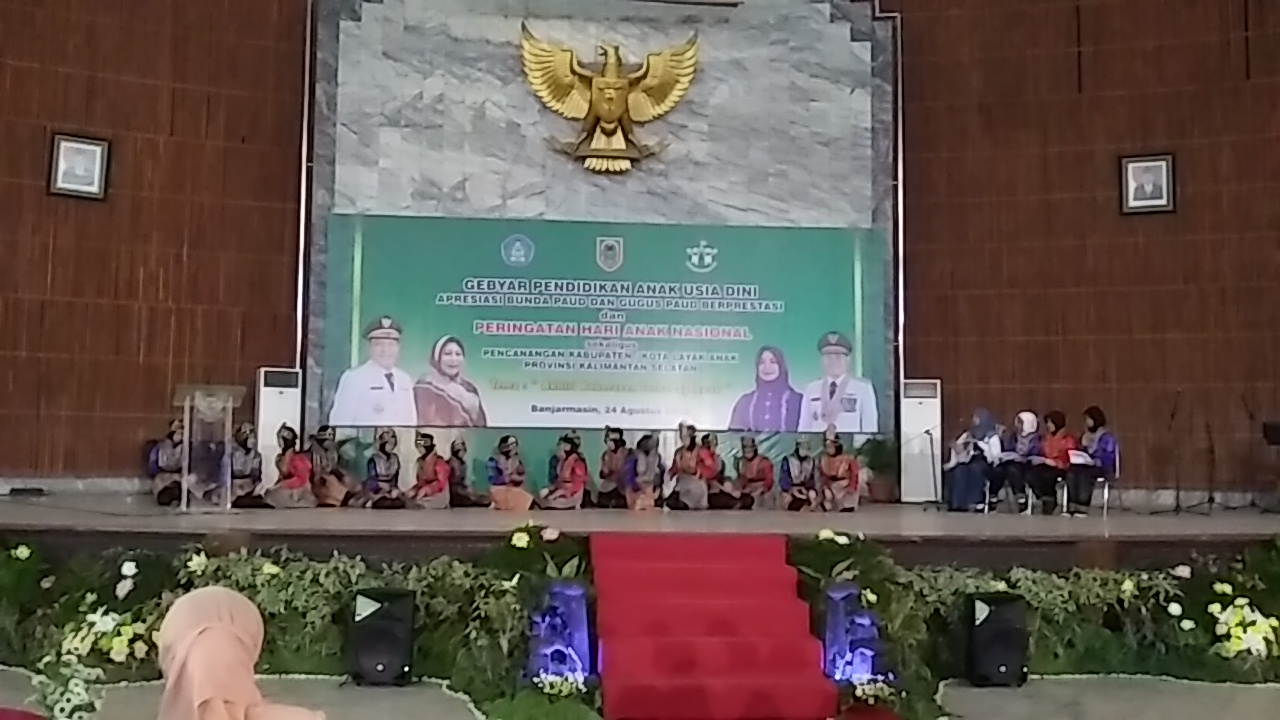 GEBYAR PENDIDIKAN ANAK USIA DINI
APRESIASI BUNDA PAUD DAN GUGUS PAUD BERPRESTASI
dan
PERINGATAN HARI ANAK NASIONAL
sekaligus
PENCANANGAN KABUPATEN / KOTA LAYAK ANAK
PROVINSI KALIMANTAN SELATAN
Tema : "
Banjarmasin, 24 Agustus